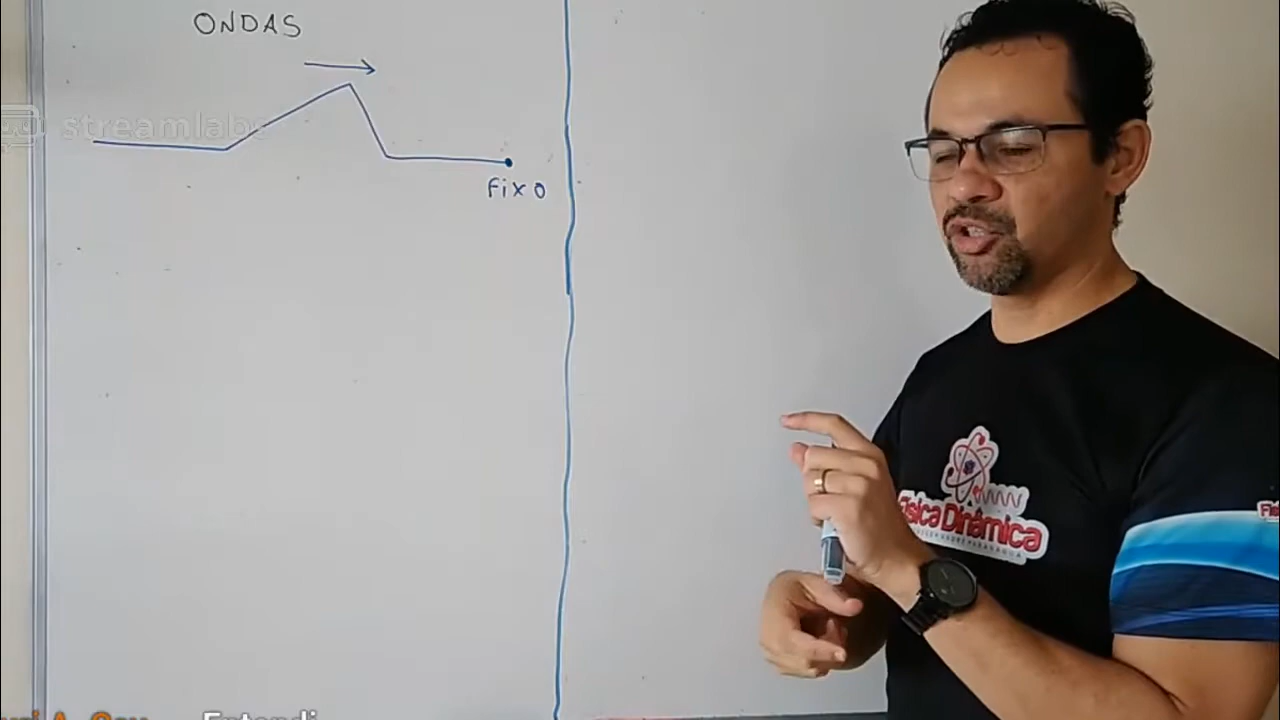 ONDAS
streamlabs
Fixo
Física Dinâmica
Entendi